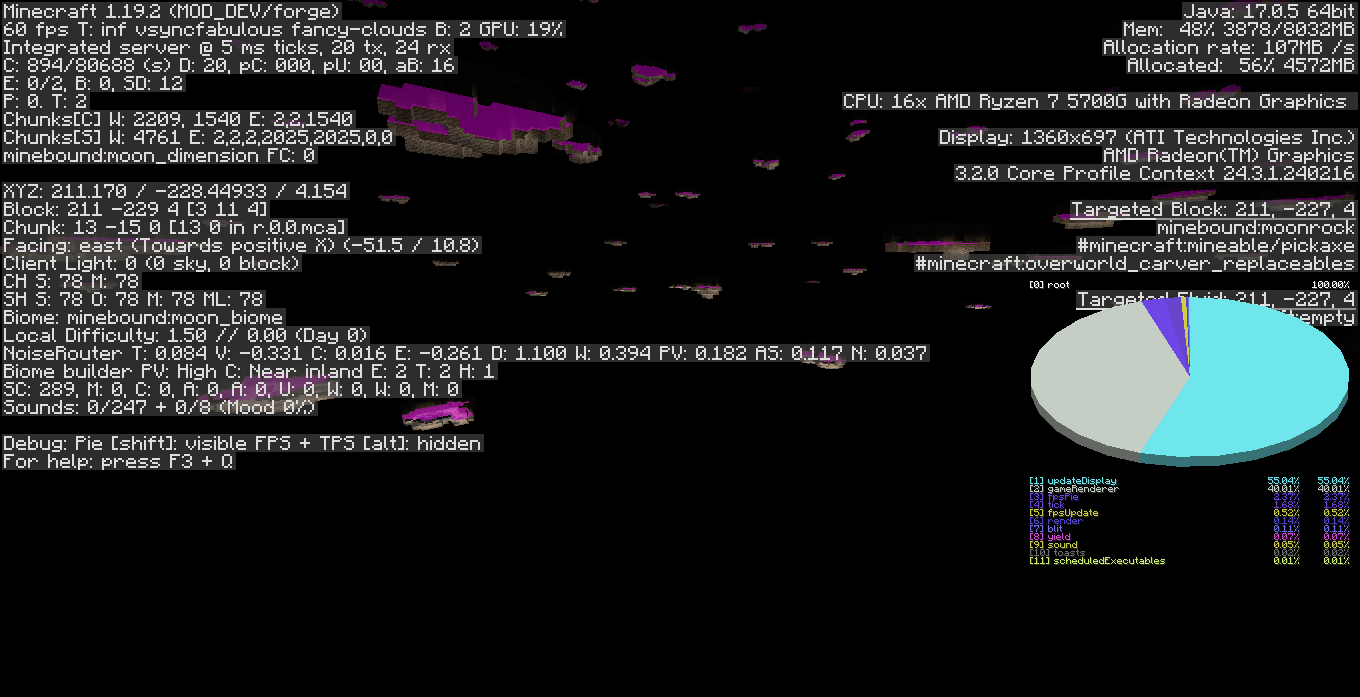 Minecraft 1.19.2 (MOD_DEV/forge)
60 fps T: inf vsyncfabulous fancy-clouds B: 2 GPU: 19%
Integrated server @ 5 ms ticks, 20 tx, 24 rx
C: 894/80688 (s) D: 20, pC: 000, pU: 00, aB: 16
E: 0/2, B: 0, SD: 12
P: 0. T: 2
Chunks[C] W: 2209, 1540 E: 2,2,1540
Chunks[S] W: 4761 E: 2,2,2,2025,2025,0,0
minebound:moon_dimension FC: 0
XYZ: 211.170 / -228.44933 / 4.154
Block: 211 -229 4 [3 11 4]
Chunk: 13 -15 0 [13 0 in r.0.0.mca]
Facing: east (Towards positive X) (-51.5 / 10.8)
Client Light: 0 (0 sky, 0 block)
CH S: 78 M: 78
SH S: 78 O: 78 M: 78 ML: 78
Biome: minebound:moon_biome
Local Difficulty: 1.50 // 0.00 (Day 0)
NoiseRouter T: 0.084 V: -0.331 C: 0.016 E: -0.261 D: 1.100 W: 0.394 PV: 0.182 AS: 0.117 N: 0.037
Biome builder PV: High C: Near inland E: 2 T: 2 H: 1
SC: 289, M: 0, C: 0, A: 0, A: 0, U: 0, W: 0, W: 0, M: 0
Sounds: 0/247 + 0/8 (Mood 0%)
Debug: Pie [shift]: visible FPS + TPS [alt]: hidden
For help: press F3 + Q
Java: 17.0.5 64bit
Mem: 48% 3878/8032MB
Allocation rate: 107MB /s
Allocated: 56% 4572MB
CPU: 16x AMD Ryzen 7 5700G with Radeon Graphics
Display: 1360x697 (ATI Technologies Inc.)
AMD Radeon(TM) Graphics
3.2.0 Core Profile Context 24.3.1.240216
Targeted Block: 211, -227, 4
minebound:moonrock
#minecraft:mineable/pickaxe
#minecraft:overworld_carver_replaceables
[0] root 100.00%
Targeted Fluid: 211, -227, 4
empty
[1] updateDisplay 55.04% 55.04%
[2] gameRenderer 40.01% 40.01%
[3] fpsPie 2.37% 2.37%
[4] tick 1.68% 1.68%
[5] fpsUpdate 0.52% 0.52%
[6] render 0.14% 0.14%
[7] blit 0.11% 0.11%
[8] yield 0.07% 0.07%
[9] sound 0.05% 0.05%
[10] toasts 0.02% 0.02%
[11] scheduledExecutables 0.01% 0.01%